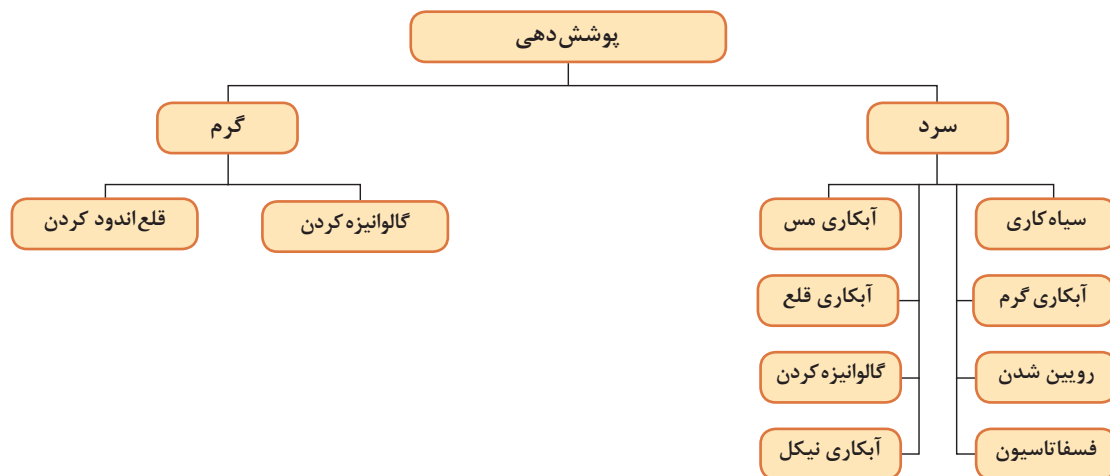 پوشش‌دهی
سرد
گرم
سیاه‌کاری
آبکاری مس
گالوانیزه کردن
قلع‌اندود کردن
آبکاری گرم
آبکاری قلع
رویین شدن
گالوانیزه کردن
فسفاتاسیون
آبکاری نیکل